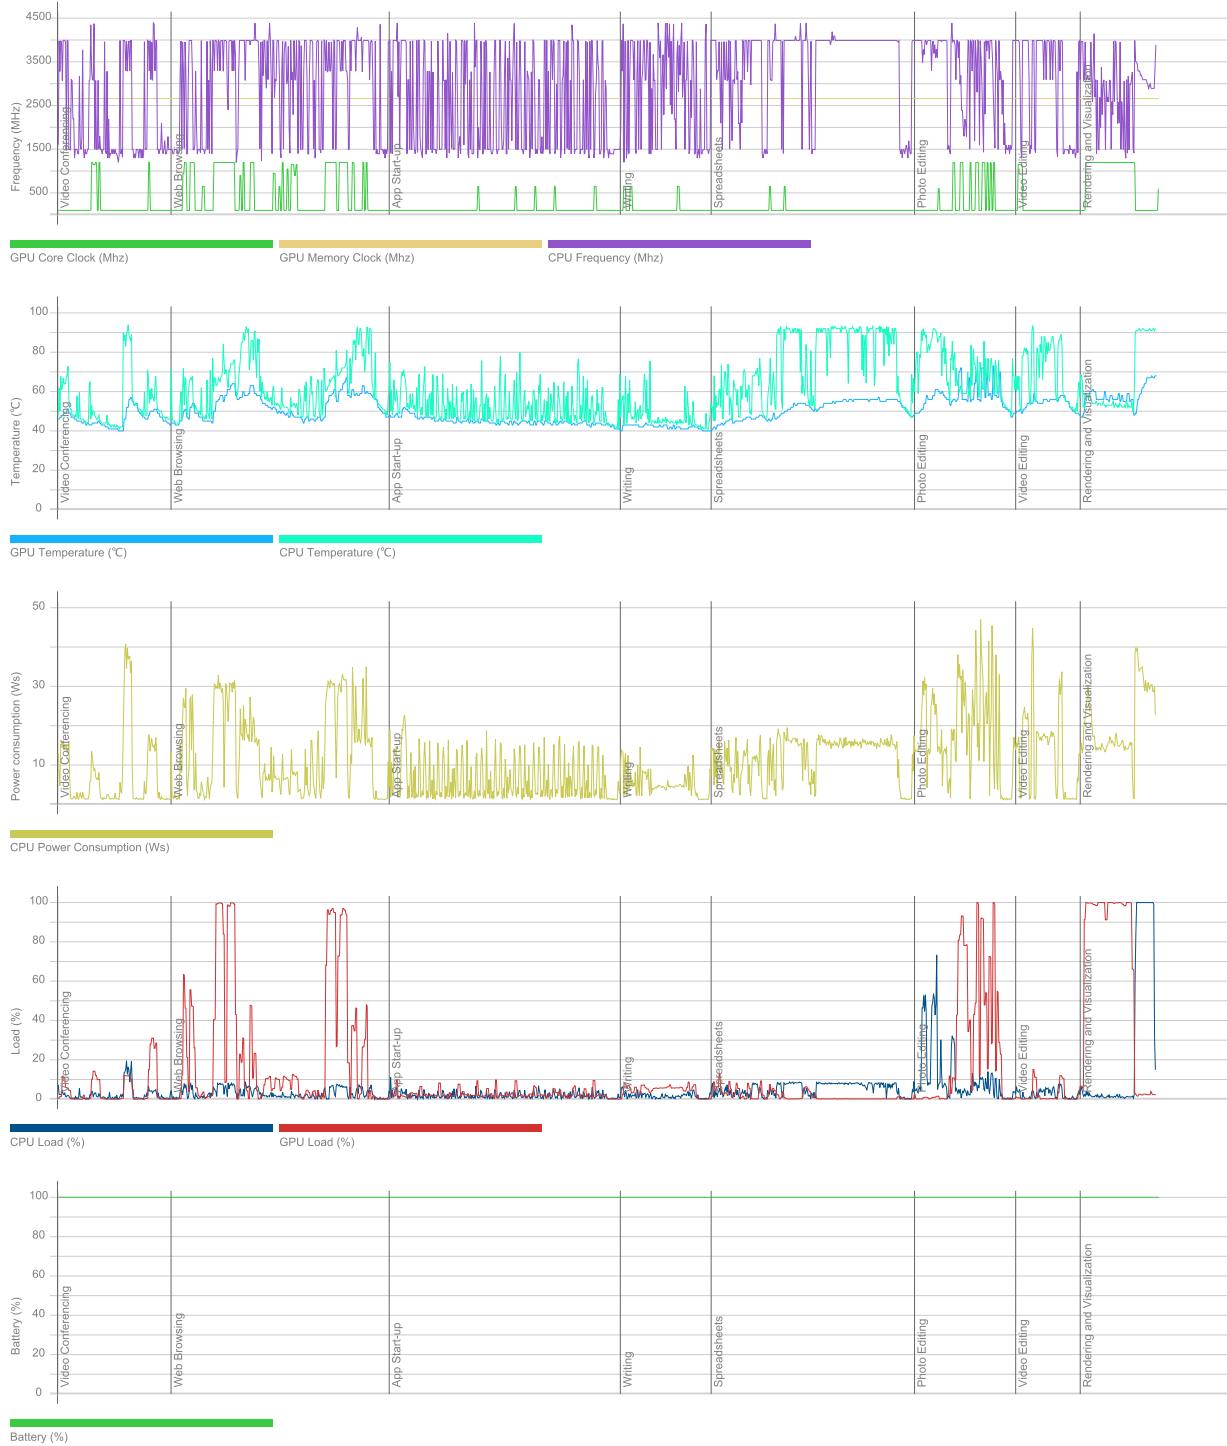 4500
3500
2500
1500
500
Frequency (MHz)
Video Conferencing
Web Browsing
App Start-up
Writing
Spreadsheets
Photo Editing
Video Editing
Rendering and Visualization
GPU Core Clock (Mhz)
GPU Memory Clock (Mhz)
CPU Frequency (Mhz)
100
80
60
40
20
0
Temperature (℃)
Video Conferencing
Web Browsing
App Start-up
Writing
Spreadsheets
Photo Editing
Video Editing
Rendering and Visualization
GPU Temperature (℃)
CPU Temperature (℃)
50
30
10
Power consumption (Ws)
Video Conferencing
Web Browsing
App Start-up
Writing
Spreadsheets
Photo Editing
Video Editing
Rendering and Visualization
CPU Power Consumption (Ws)
100
80
60
40
20
0
Load (%)
Video Conferencing
Web Browsing
App Start-up
Writing
Spreadsheets
Photo Editing
Video Editing
Rendering and Visualization
CPU Load (%)
GPU Load (%)
100
80
60
40
20
0
Battery (%)
Video Conferencing
Web Browsing
App Start-up
Writing
Spreadsheets
Photo Editing
Video Editing
Rendering and Visualization
Battery (%)